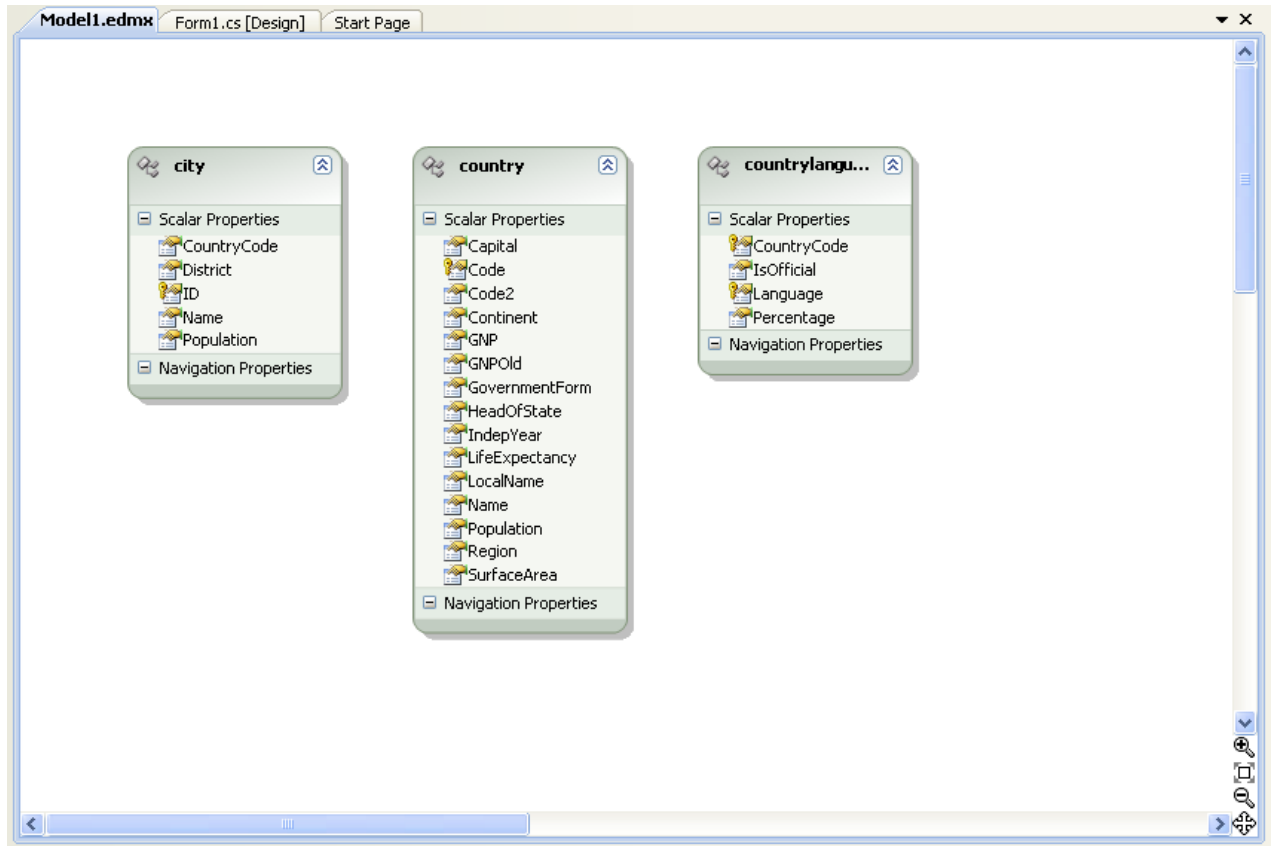 Model1.edmx Form1.cs [Design] Start Page
city
Scalar Properties
CountryCode
District
ID
Name
Population
Navigation Properties
country
Scalar Properties
Capital
Code
Code2
Continent
GNP
GNPOld
GovernmentForm
HeadOfState
IndepYear
LifeExpectancy
LocalName
Name
Population
Region
SurfaceArea
Navigation Properties
countrylangu...
Scalar Properties
CountryCode
IsOfficial
Language
Percentage
Navigation Properties